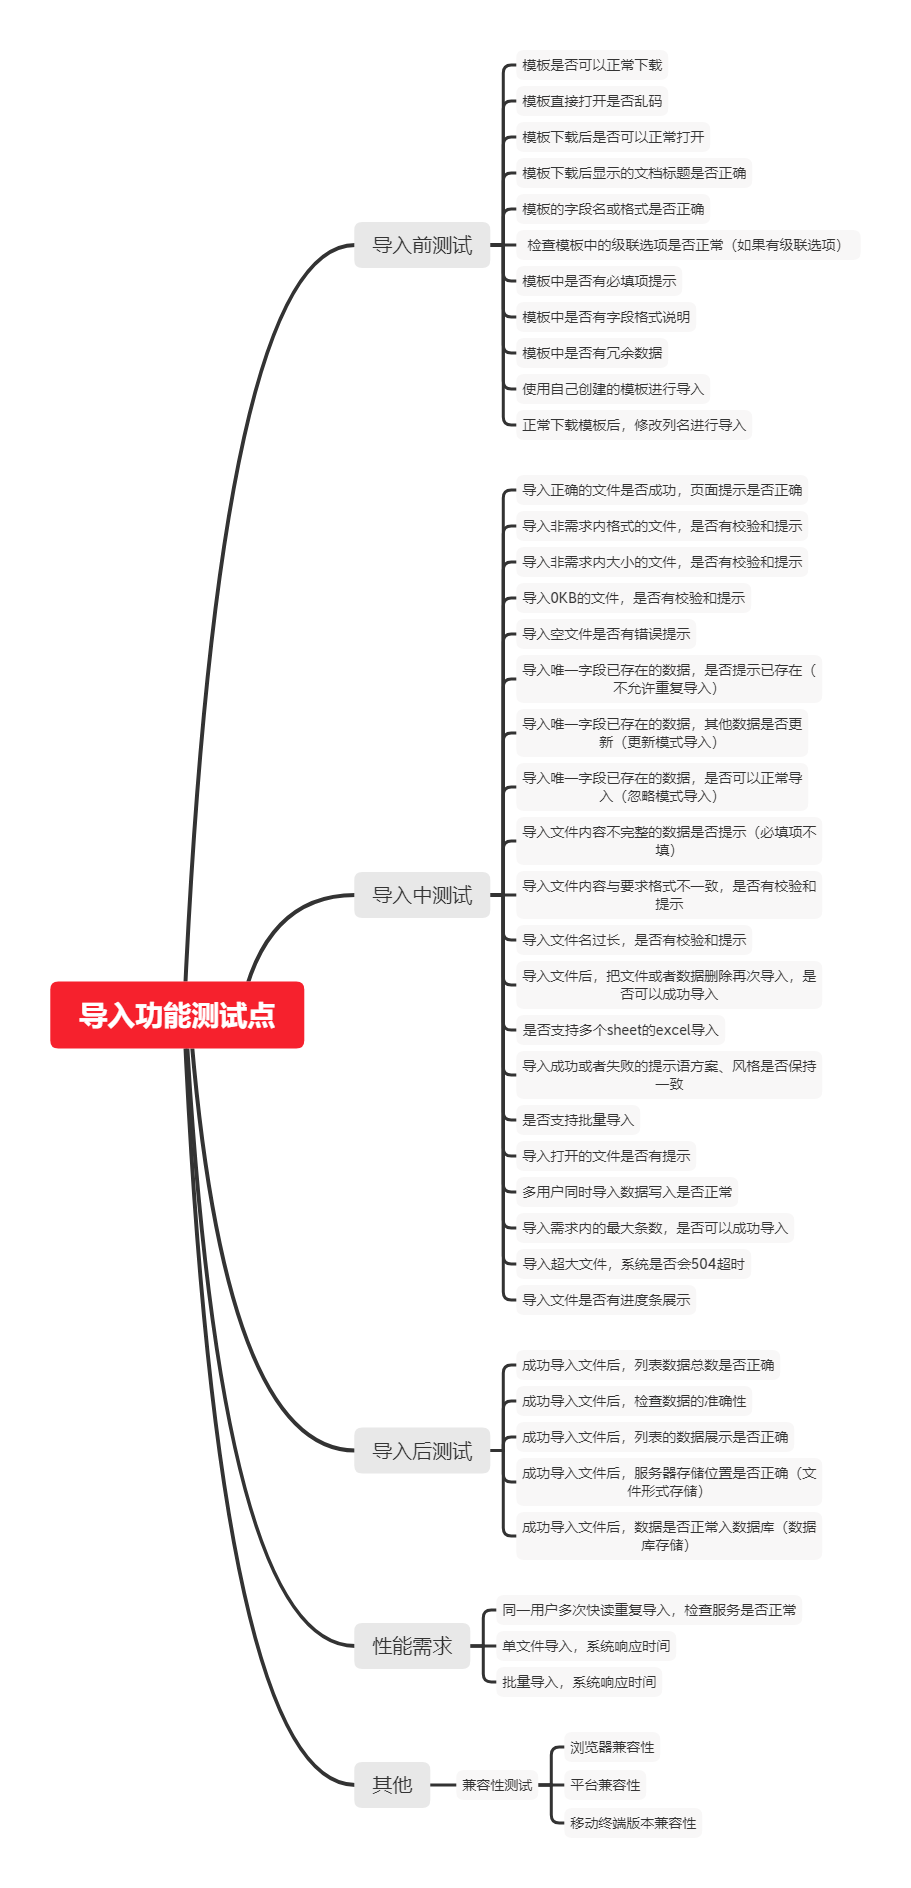 导入功能测试点
导入前测试
模板是否可以正常下载
模板直接打开是否乱码
模板下载后是否可以正常打开
模板下载后显示的文档标题是否正确
模板的字段名或格式是否正确
检查模板中的级联选项是否正常（如果有级联选项）
模板中是否有必填项提示
模板中是否有字段格式说明
模板中是否有冗余数据
使用自己创建的模板进行导入
正常下载模板后，修改列名进行导入
导入中测试
导入正确的文件是否成功，页面提示是否正确
导入非需求内格式的文件，是否有校验和提示
导入非需求内大小的文件，是否有校验和提示
导入0KB的文件，是否有校验和提示
导入空文件是否有错误提示
导入唯一字段已存在的数据，是否提示已存在（
不允许重复导入）
导入唯一字段已存在的数据，其他数据是否更
新（更新模式导入）
导入唯一字段已存在的数据，是否可以正常导
入（忽略模式导入）
导入文件内容不完整的数据是否提示（必填项不
填）
导入文件内容与要求格式不一致，是否有校验和
提示
导入文件名过长，是否有校验和提示
导入文件后，把文件或者数据删除再次导入，是
否可以成功导入
是否支持多个sheet的excel导入
导入成功或者失败的提示语方案、风格是否保持
一致
是否支持批量导入
导入打开的文件是否有提示
多用户同时导入数据写入是否正常
导入需求内的最大条数，是否可以成功导入
导入超大文件，系统是否会504超时
导入文件是否有进度条展示
导入后测试
成功导入文件后，列表数据总数是否正确
成功导入文件后，检查数据的准确性
成功导入文件后，列表的数据展示是否正确
成功导入文件后，服务器存储位置是否正确（文
件形式存储）
成功导入文件后，数据是否正常入数据库（数据
库存储）
性能需求
同一用户多次快读重复导入，检查服务是否正常
单文件导入，系统响应时间
批量导入，系统响应时间
其他
兼容性测试
浏览器兼容性
平台兼容性
移动终端版本兼容性